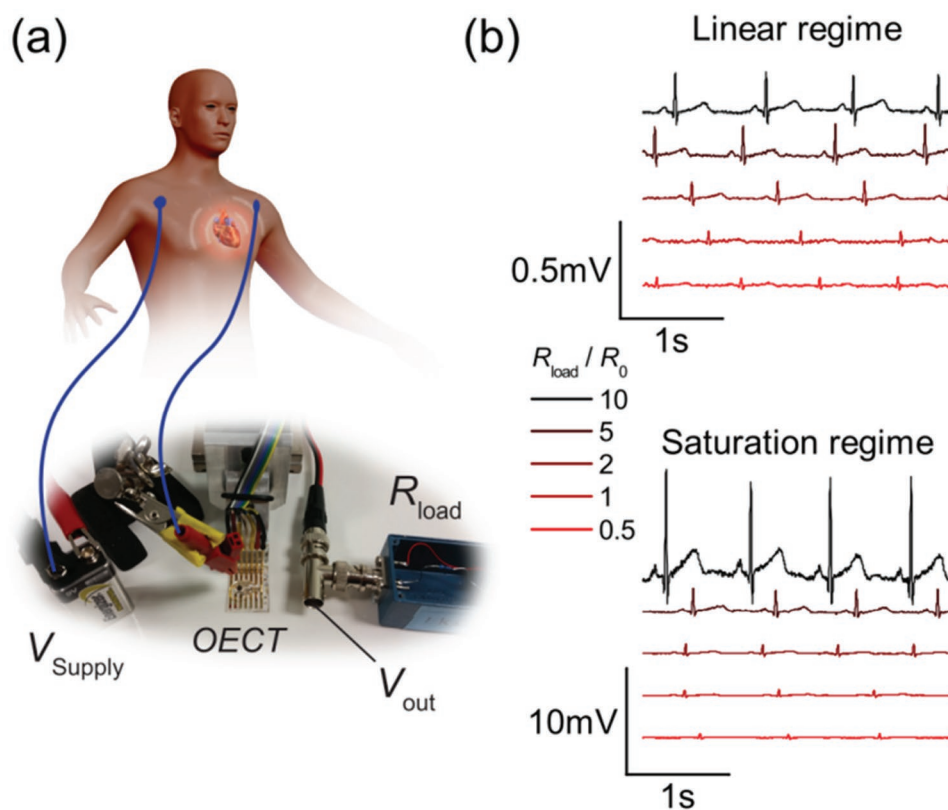 (a)
V_Supply
OECT
V_out
R_load
(b)
Linear regime
0.5mV
1s
R_load / R_0
10
5
2
1
0.5
Saturation regime
10mV
1s